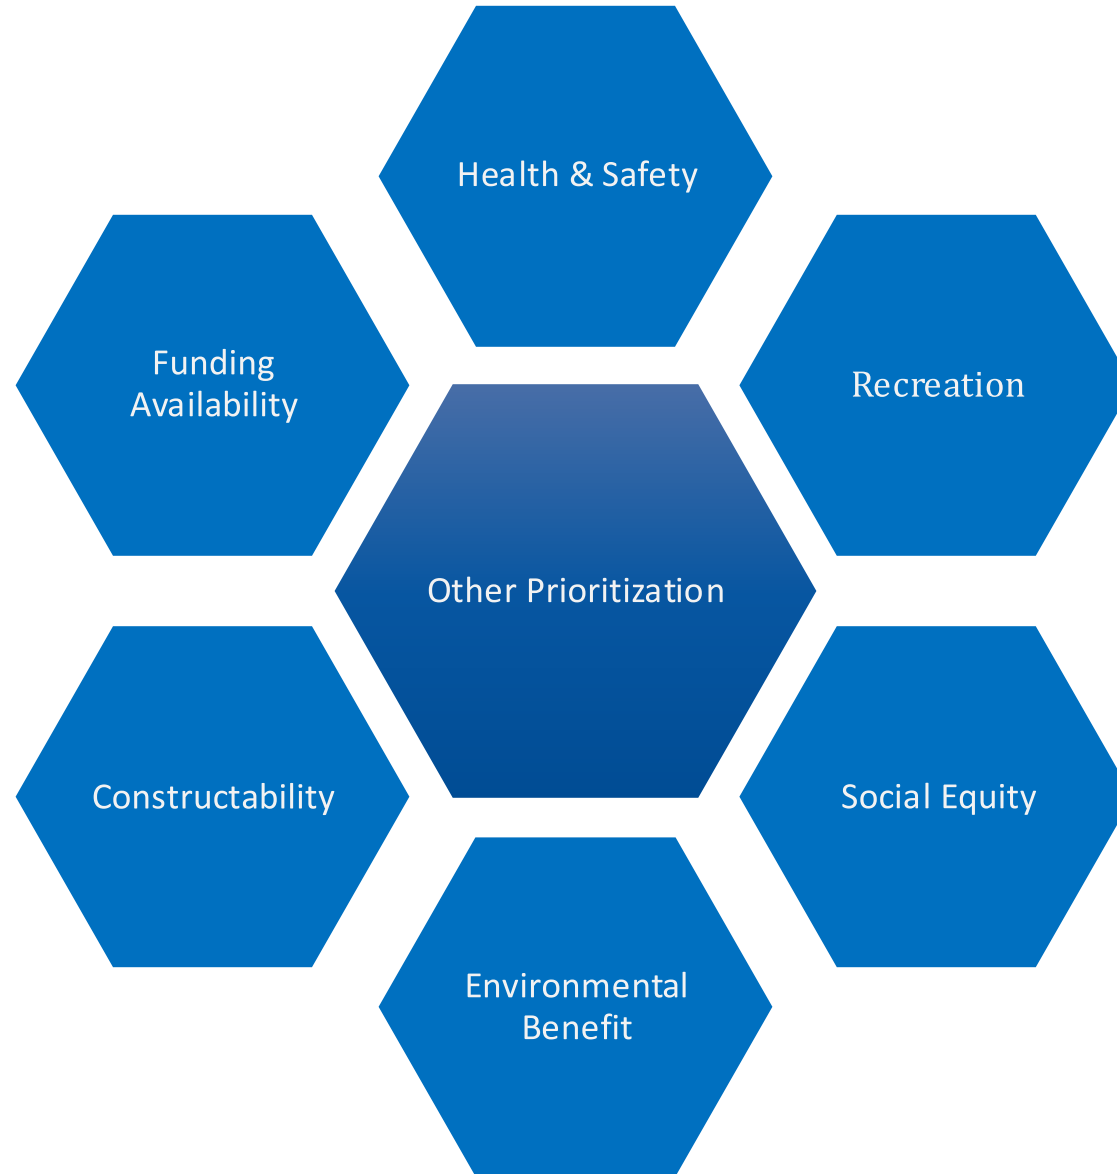 Health & Safety
Funding
Availability
Recreation
Other Prioritization
Constructability
Social Equity
Environmental
Benefit